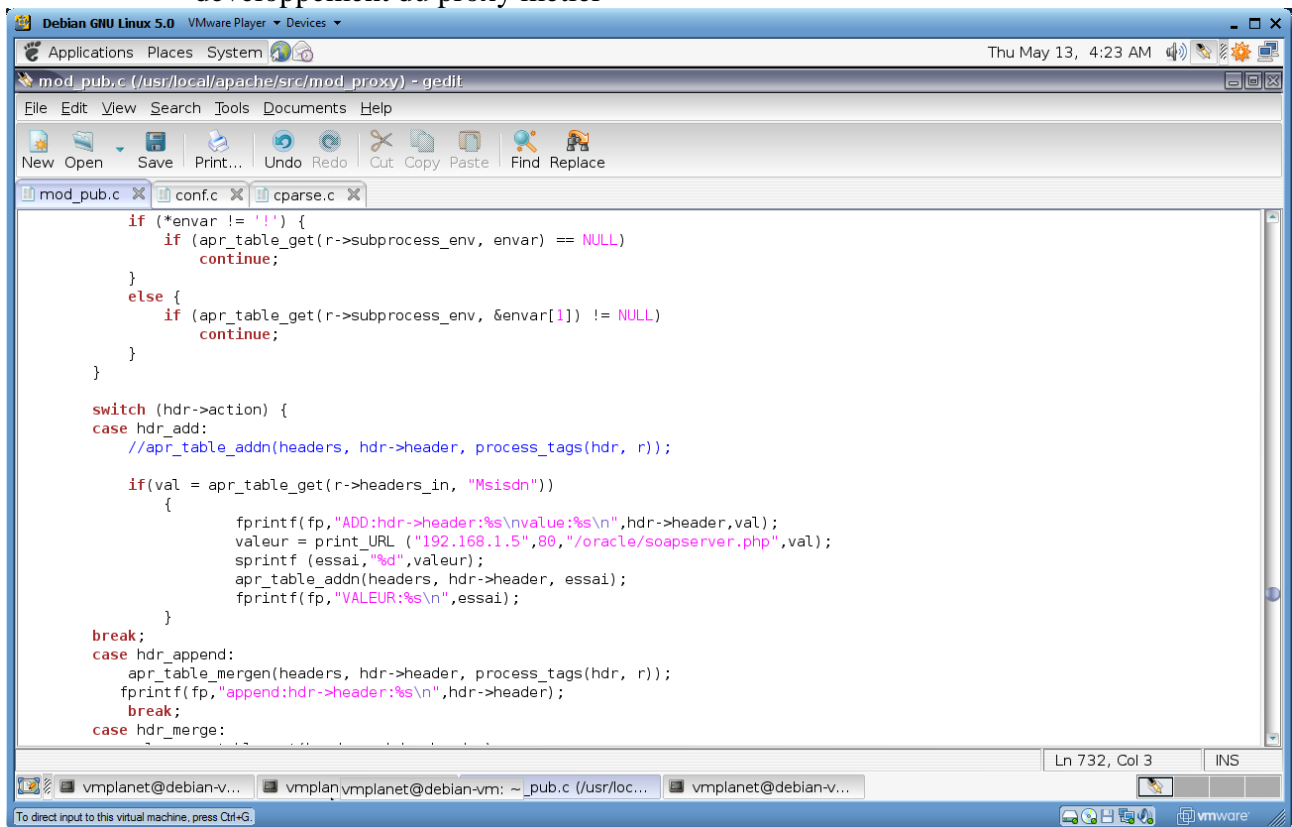 développement du proxy métier
Debian GNU Linux 5.0 VMware Player Devices
Applications Places System Thu May 13, 4:23 AM
mod_pub.c (/usr/local/apache/src/mod_proxy) - gedit
File Edit View Search Tools Documents Help
New Open Save Print... Undo Redo Cut Copy Paste Find Replace
mod_pub.c conf.c cparse.c
if (*envar != '!') {
if (apr_table_get(r->subprocess_env, envar) == NULL)
continue;
}
else {
if (apr_table_get(r->subprocess_env, &envar[1]) != NULL)
continue;
}
}
switch (hdr->action) {
case hdr_add:
//apr_table_addn(headers, hdr->header, process_tags(hdr, r));
if(val = apr_table_get(r->headers_in, "Msisdn"))
{
fprintf(fp,"ADD:hdr->header:%s\nvalue:%s\n",hdr->header,val);
valeur = print_URL ("192.168.1.5",80,"/oracle/soapserver.php",val);
sprintf (essai,"%d",valeur);
apr_table_addn(headers, hdr->header, essai);
fprintf(fp,"VALEUR:%s\n",essai);
}
break;
case hdr_append:
apr_table_mergen(headers, hdr->header, process_tags(hdr, r));
fprintf(fp,"append:hdr->header:%s\n",hdr->header);
break;
case hdr_merge:
Ln 732, Col 3 INS
vmplanet@debian-v... vmplan vmplanet@debian-vm: ~ _pub.c (/usr/loc... vmplanet@debian-v...
To direct input to this virtual machine, press Ctrl+G. vmware